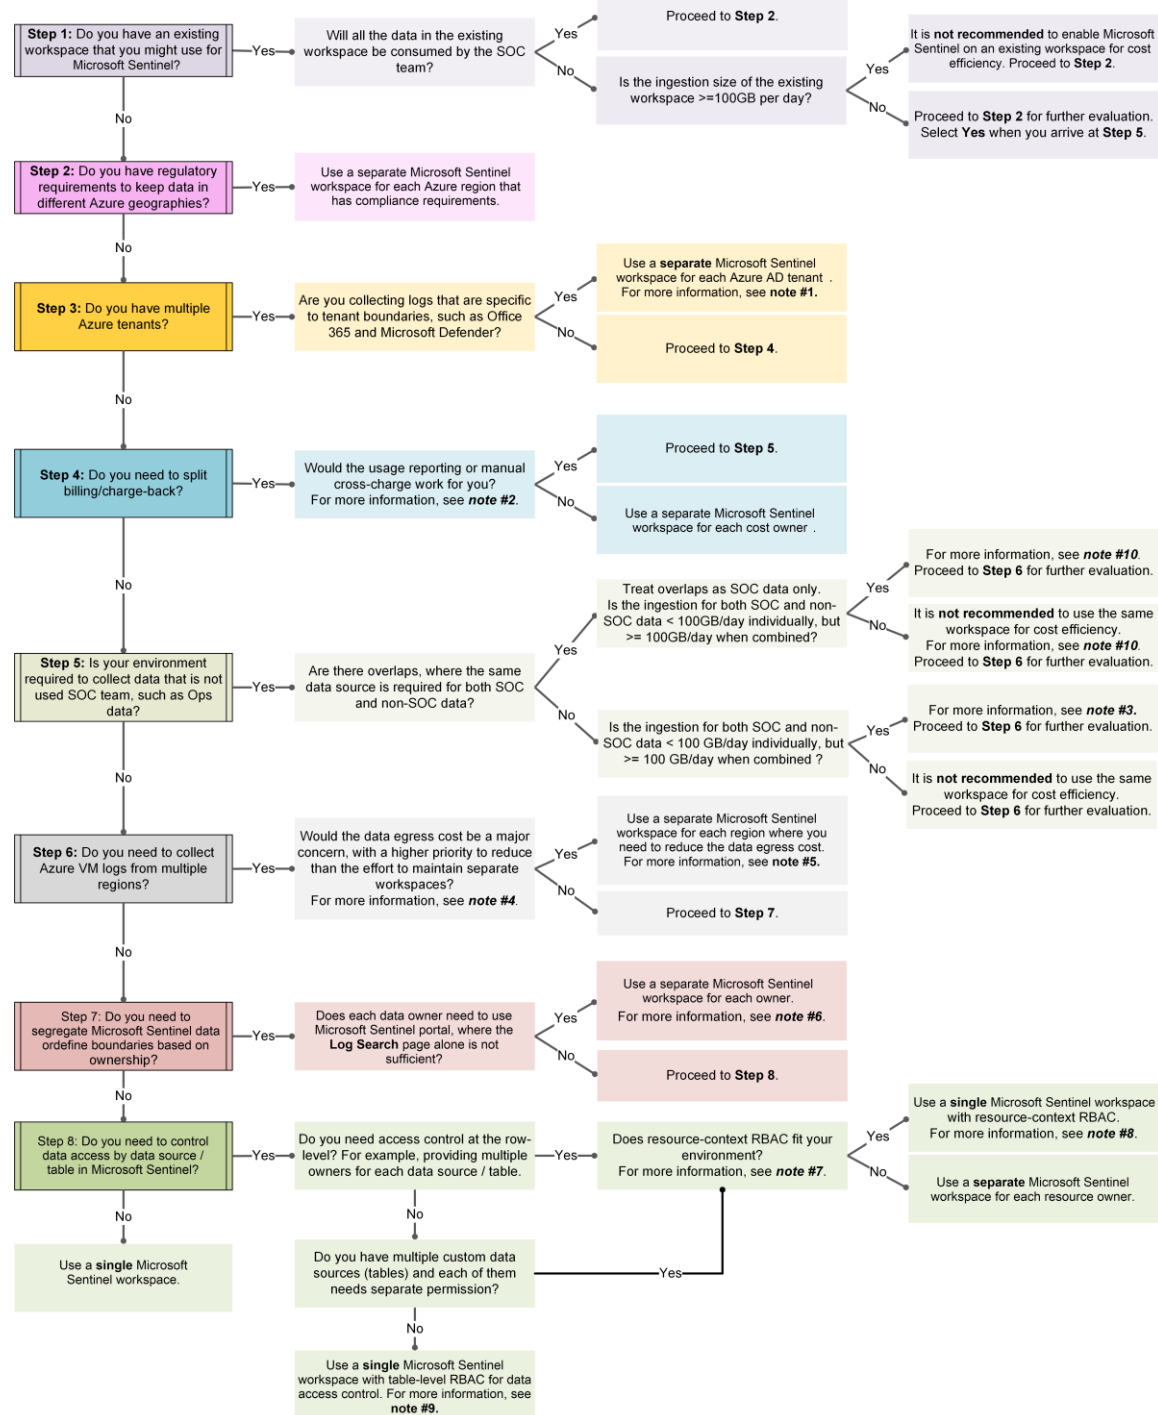 Step 1: Do you have an existing
workspace that you might use for
Microsoft Sentinel?
Yes
Will all the data in the existing
workspace be consumed by the SOC
team?
Yes
Proceed to Step 2.
No
Is the ingestion size of the existing
workspace >=100GB per day?
Yes
It is not recommended to enable Microsoft
Sentinel on an existing workspace for cost
efficiency. Proceed to Step 2.
No
Proceed to Step 2 for further evaluation.
Select Yes when you arrive at Step 5.
No
Step 2: Do you have regulatory
requirements to keep data in
different Azure geographies?
Yes
Use a separate Microsoft Sentinel
workspace for each Azure region that
has compliance requirements.
No
Step 3: Do you have multiple
Azure tenants?
Yes
Are you collecting logs that are specific
to tenant boundaries, such as Office
365 and Microsoft Defender?
Yes
Use a separate Microsoft Sentinel
workspace for each Azure AD tenant .
For more information, see note #1.
No
Proceed to Step 4.
No
Step 4: Do you need to split
billing/charge-back?
Yes
Would the usage reporting or manual
cross-charge work for you?
For more information, see note #2.
Yes
Proceed to Step 5.
No
Use a separate Microsoft Sentinel
workspace for each cost owner .
No
Step 5: Is your environment
required to collect data that is not
used SOC team, such as Ops
data?
Yes
Are there overlaps, where the same
data source is required for both SOC
and non-SOC data?
Yes
Treat overlaps as SOC data only.
Is the ingestion for both SOC and non-
SOC data < 100GB/day individually, but
>= 100GB/day when combined?
Yes
For more information, see note #10.
Proceed to Step 6 for further evaluation.
No
It is not recommended to use the same
workspace for cost efficiency.
For more information, see note #10.
Proceed to Step 6 for further evaluation.
No
Is the ingestion for both SOC and non-
SOC data < 100 GB/day individually, but
>= 100 GB/day when combined ?
Yes
For more information, see note #3.
Proceed to Step 6 for further evaluation.
No
It is not recommended to use the same
workspace for cost efficiency.
Proceed to Step 6 for further evaluation.
No
Step 6: Do you need to collect
Azure VM logs from multiple
regions?
Yes
Would the data egress cost be a major
concern, with a higher priority to reduce
than the effort to maintain separate
workspaces?
For more information, see note #4.
Yes
Use a separate Microsoft Sentinel
workspace for each region where you
need to reduce the data egress cost.
For more information, see note #5.
No
Proceed to Step 7.
No
Step 7: Do you need to
segregate Microsoft Sentinel data
ordefine boundaries based on
ownership?
Yes
Does each data owner need to use
Microsoft Sentinel portal, where the
Log Search page alone is not
sufficient?
Yes
Use a separate Microsoft Sentinel
workspace for each owner.
For more information, see note #6.
No
Proceed to Step 8.
No
Step 8: Do you need to control
data access by data source /
table in Microsoft Sentinel?
Yes
Do you need access control at the row-
level? For example, providing multiple
owners for each data source / table.
Yes
Does resource-context RBAC fit your
environment?
For more information, see note #7.
Yes
Use a single Microsoft Sentinel workspace
with resource-context RBAC.
For more information, see note #8.
No
Use a separate Microsoft Sentinel
workspace for each resource owner.
No
Use a single Microsoft
Sentinel workspace.
No
Do you have multiple custom data
sources (tables) and each of them
needs separate permission?
Yes
No
Use a single Microsoft Sentinel
workspace with table-level RBAC for data
access control. For more information, see
note #9.